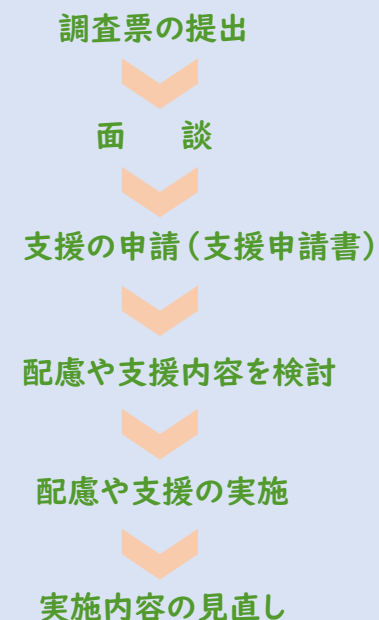 調査票の提出
面　談
支援の申請（支援申請書）
配慮や支援内容を検討
配慮や支援の実施
実施内容の見直し